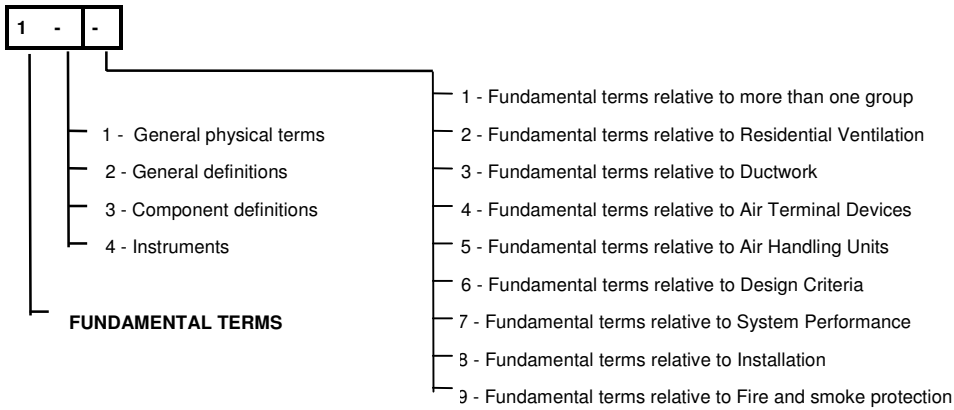 1 - -
1 - Fundamental terms relative to more than one group
1 - General physical terms
2 - Fundamental terms relative to Residential Ventilation
2 - General definitions
3 - Fundamental terms relative to Ductwork
3 - Component definitions
4 - Fundamental terms relative to Air Terminal Devices
4 - Instruments
5 - Fundamental terms relative to Air Handling Units
6 - Fundamental terms relative to Design Criteria
FUNDAMENTAL TERMS
7 - Fundamental terms relative to System Performance
8 - Fundamental terms relative to Installation
9 - Fundamental terms relative to Fire and smoke protection